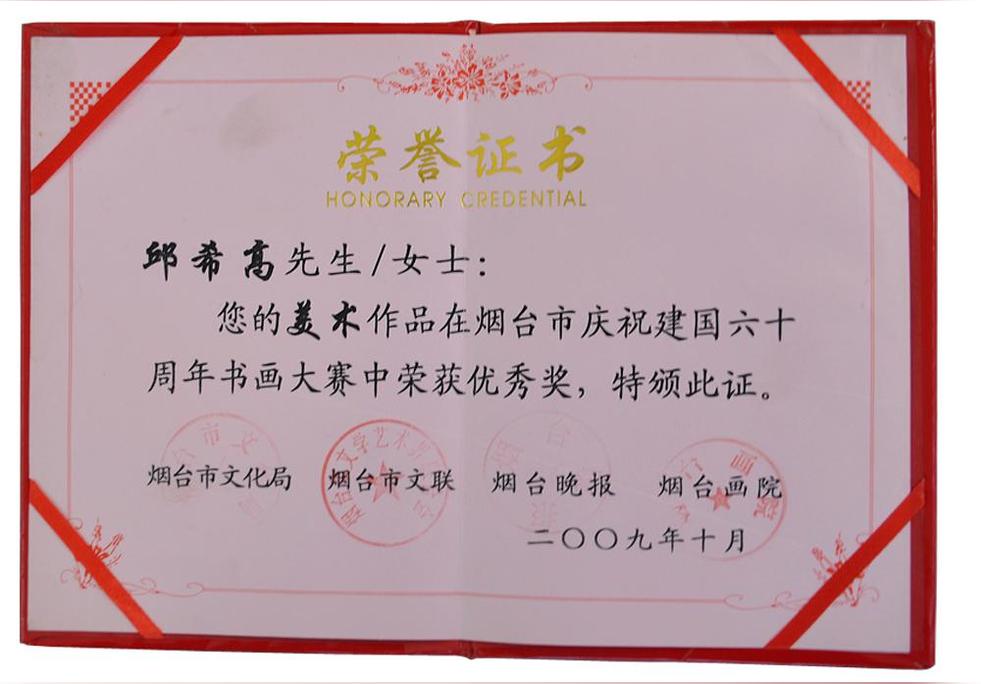 荣誉证书
HONORARY CREDENTIAL
邱希高先生/女士：
您的美术作品在烟台市庆祝建国六十
周年书画大赛中荣获优秀奖，特颁此证。
烟台市文化局 烟台市文联 烟台晚报 烟台画院
二〇〇九年十月